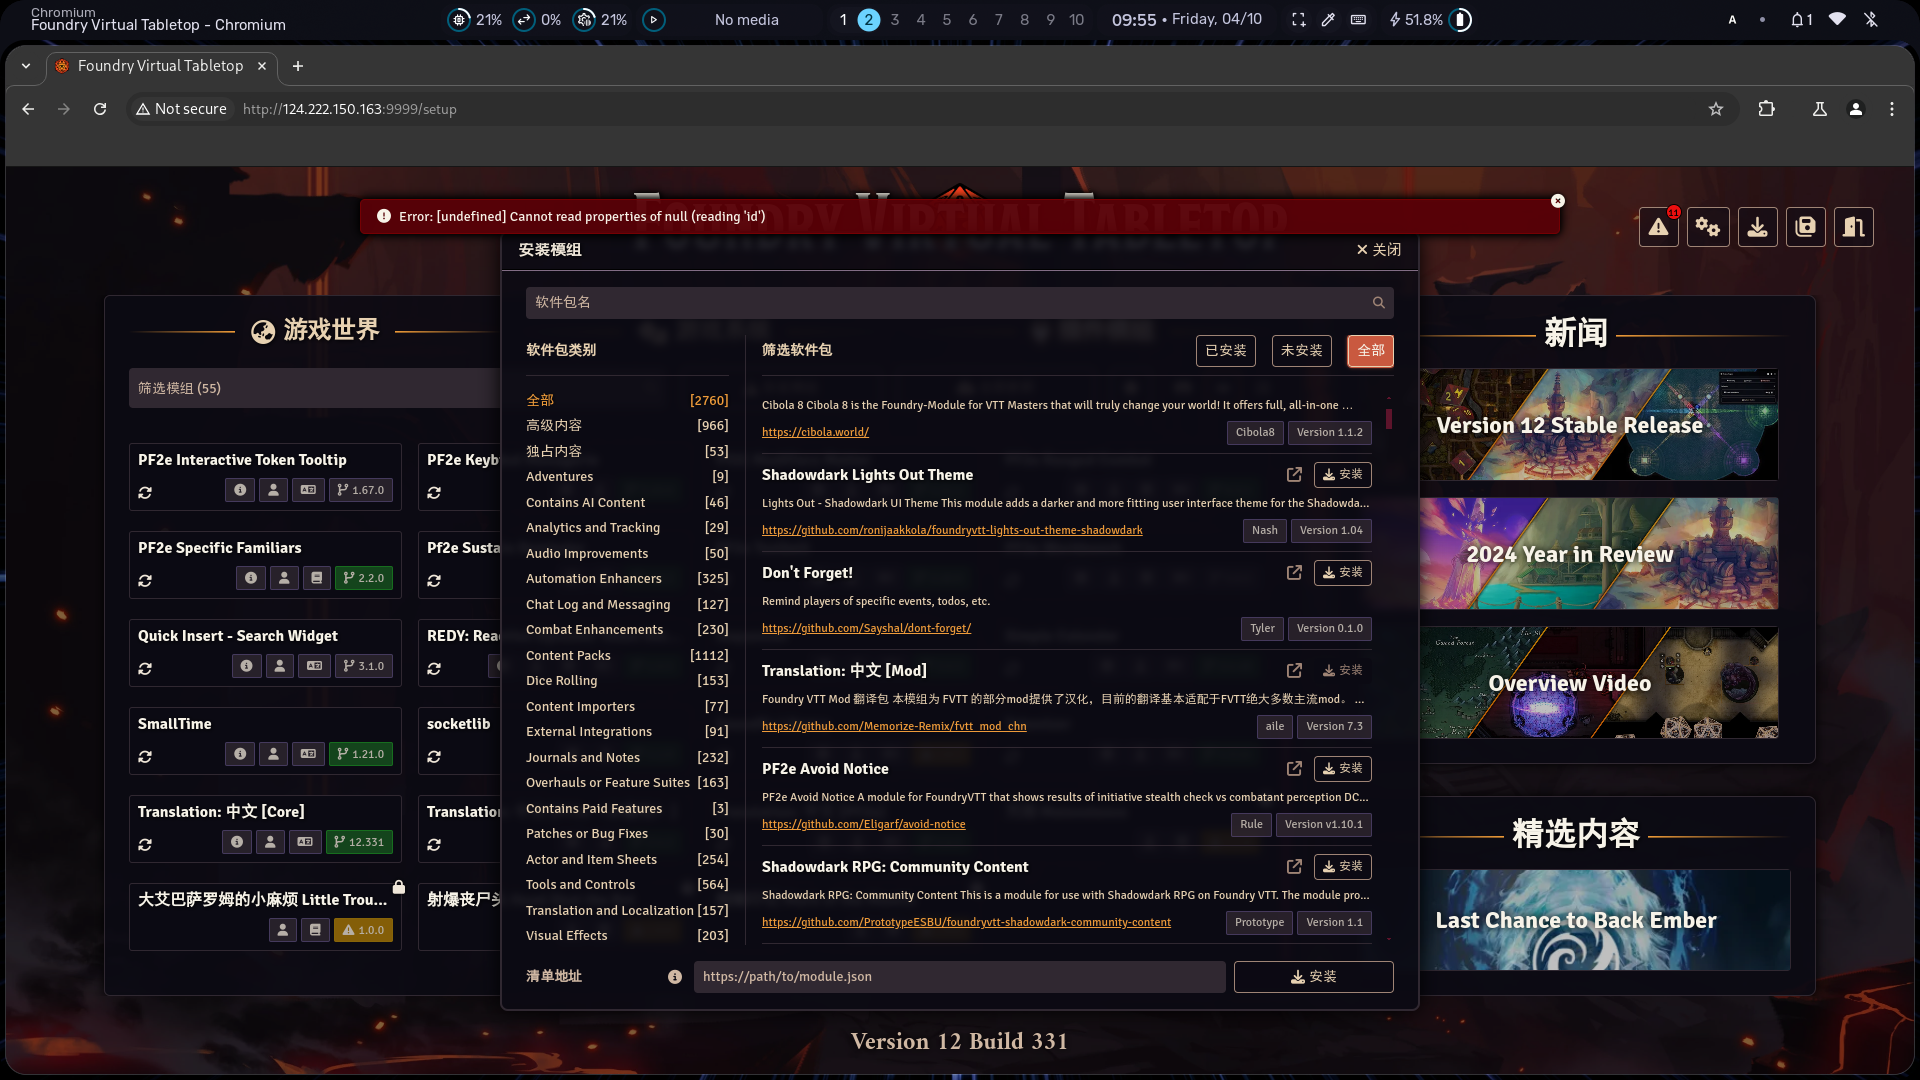 Chromium
Foundry Virtual Tabletop - Chromium
21%
0%
21%
No media
1 2 3 4 5 6 7 8 9 10
09:55 • Friday, 04/10
51.8%
A
1
Foundry Virtual Tabletop
Not secure
http://124.222.150.163:9999/setup
Foundry Virtual Tabletop
Error: [undefined] Cannot read properties of null (reading 'id')
11
安装模组
关闭
软件包名
游戏世界
筛选模组 (55)
PF2e Interactive Token Tooltip
1.67.0
PF2e Specific Familiars
2.2.0
Quick Insert - Search Widget
3.1.0
REDY:
SmallTime
1.21.0
socketlib
Translation: 中文 [Core]
12.331
大艾巴萨罗姆的小麻烦 Little Trou...
1.0.0
软件包类别
全部 [2760]
高级内容 [966]
独占内容 [53]
Adventures [9]
Contains AI Content [46]
Analytics and Tracking [29]
Audio Improvements [50]
Automation Enhancers [325]
Chat Log and Messaging [127]
Combat Enhancements [230]
Content Packs [1112]
Dice Rolling [153]
Content Importers [77]
External Integrations [91]
Journals and Notes [232]
Overhauls or Feature Suites [163]
Contains Paid Features [3]
Patches or Bug Fixes [30]
Actor and Item Sheets [254]
Tools and Controls [564]
Translation and Localization [157]
Visual Effects [203]
筛选软件包
已安装
未安装
全部
Cibola 8 Cibola 8 is the Foundry-Module for VTT Masters that will truly change your world! It offers full, all-in-one ...
https://cibola.world/
Cibola8
Version 1.1.2
Shadowdark Lights Out Theme
安装
Lights Out - Shadowdark UI Theme This module adds a darker and more fitting user interface theme for the Shadowda...
https://github.com/ronijaakkola/foundryvtt-lights-out-theme-shadowdark
Nash
Version 1.04
Don't Forget!
安装
Remind players of specific events, todos, etc.
https://github.com/Sayshal/dont-forget/
Tyler
Version 0.1.0
Translation: 中文 [Mod]
安装
Foundry VTT Mod 翻译包 本模组为 FVTT 的部分mod提供了汉化，目前的翻译基本适配于FVTT绝大多数主流mod。 ...
https://github.com/Memorize-Remix/fvtt_mod_chn
aile
Version 7.3
PF2e Avoid Notice
安装
PF2e Avoid Notice A module for FoundryVTT that shows results of initiative stealth check vs combatant perception DC...
https://github.com/Eligarf/avoid-notice
Rule
Version v1.10.1
Shadowdark RPG: Community Content
安装
Shadowdark RPG: Community Content This is a module for use with Shadowdark RPG on Foundry VTT. The module pro...
https://github.com/PrototypeESBU/foundryvtt-shadowdark-community-content
Prototype
Version 1.1
清单地址
https://path/to/module.json
安装
新闻
Version 12 Stable Release
2024 Year in Review
Overview Video
精选内容
Last Chance to Back Ember
Version 12 Build 331